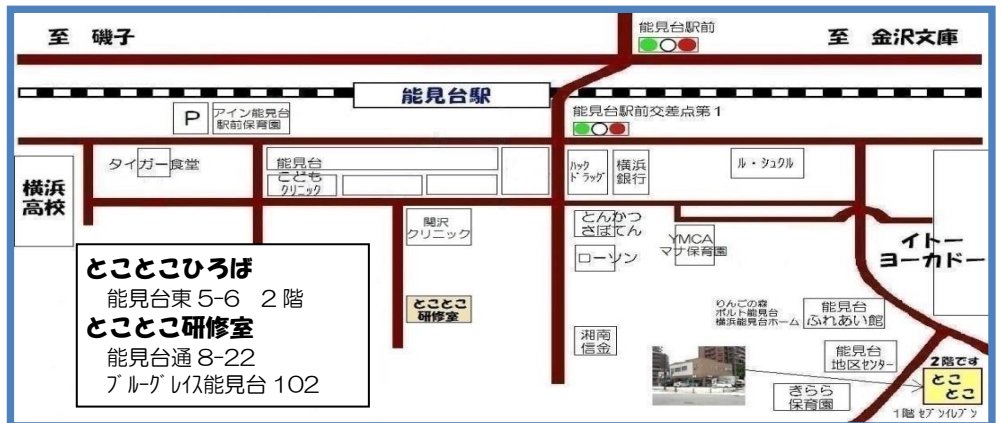 至 磯子
能見台駅前
至 金沢文庫
能見台駅
能見台駅前交差点第1
P
アイン能見台
駅前保育園
横浜
高校
タイガー食堂
能見台
こども
クリニック
ハック
ドラッグ
横浜
銀行
ル・シュクル
関沢
クリニック
とんかつ
さぼてん
ローソン
YMCA
マナ保育園
イトー
ヨーカドー
とことこひろば
能見台東 5-6 2 階
とことこ研修室
能見台通 8-22
ブルーグレイス能見台 102
とことこ
研修室
湘南
信金
りんごの森
ポルト能見台
横浜能見台ホーム
能見台
ふれあい館
能見台
地区センター
きらら
保育園
2階です
とこ
とこ
1階 セブンイレブン